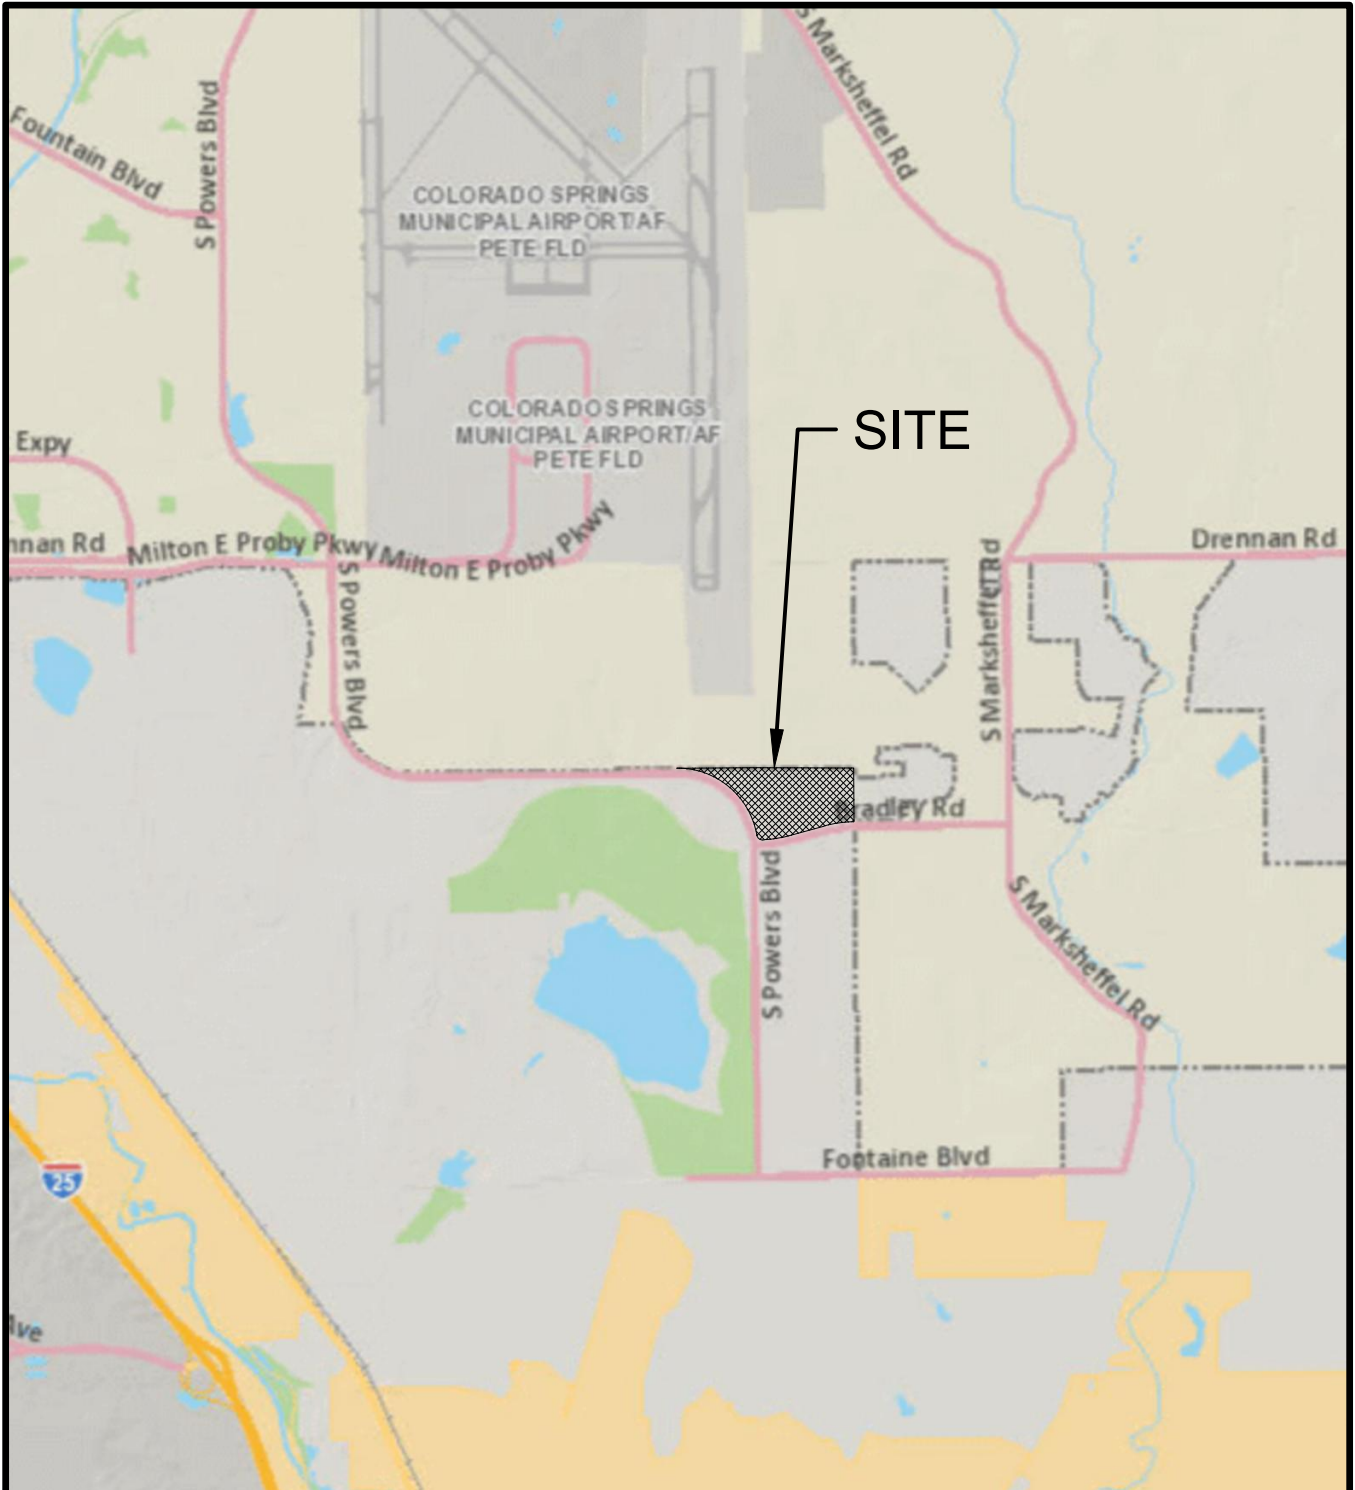 S Marksheffel Rd
S Powers Blvd
Fountain Blvd
COLORADO SPRINGS
MUNICIPAL AIRPORT/AF
PETE FLD
COLORADO SPRINGS
MUNICIPAL AIRPORT/AF
PETE FLD
SITE
Expy
nnan Rd
Milton E Proby Pkwy
Milton E Proby Pkwy
Drennan Rd
S Powers Blvd
S Marksheffel Rd
Bradley Rd
S Powers Blvd
S Marksheffel Rd
Fontaine Blvd
25
Ave